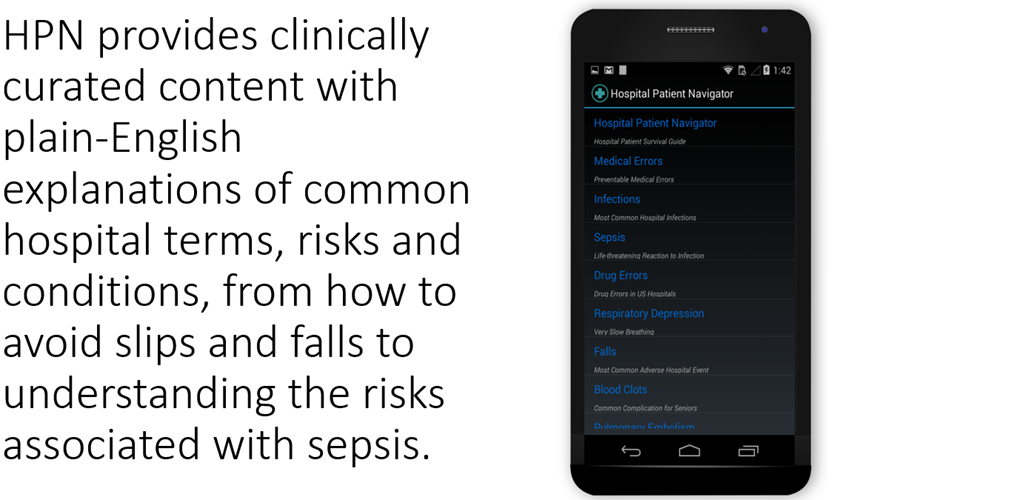 HPN provides clinically
curated content with
plain-English
explanations of common
hospital terms, risks and
conditions, from how to
avoid slips and falls to
understanding the risks
associated with sepsis.
1:42
Hospital Patient Navigator
Hospital Patient Navigator
Hospital Patient Survival Guide
Medical Errors
Preventable Medical Errors
Infections
Most Common Hospital Infections
Sepsis
Life-threatening Reaction to Infection
Drug Errors
Drug Errors in US Hospitals
Respiratory Depression
Very Slow Breathing
Falls
Most Common Adverse Hospital Event
Blood Clots
Common Complication for Seniors
Pulmonary Embolism